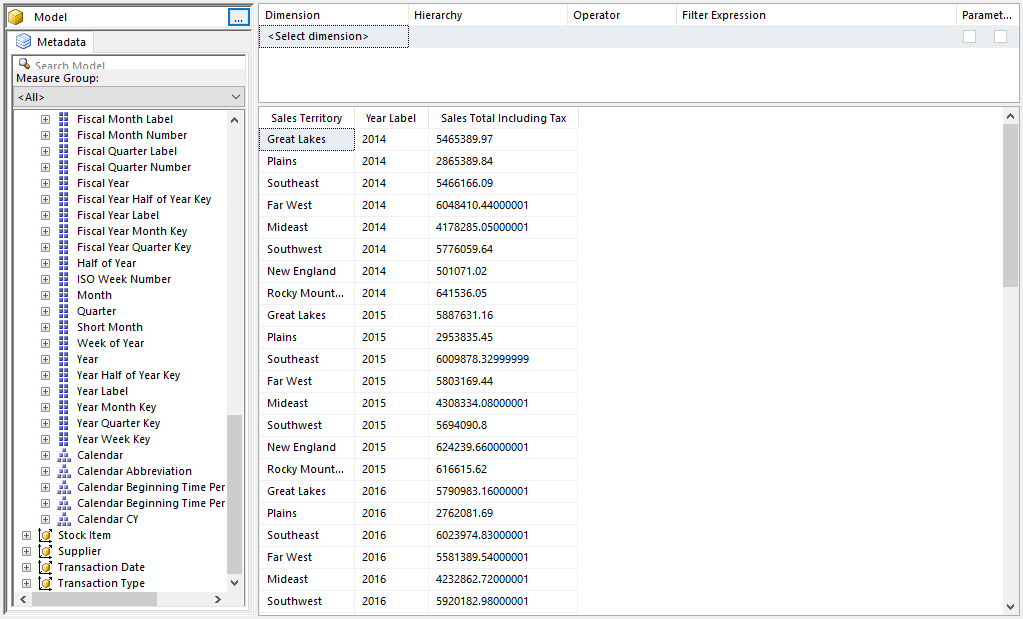 Model
...
Metadata
Search Model
Measure Group:
<All>
Fiscal Month Label
Fiscal Month Number
Fiscal Quarter Label
Fiscal Quarter Number
Fiscal Year
Fiscal Year Half of Year Key
Fiscal Year Label
Fiscal Year Month Key
Fiscal Year Quarter Key
Half of Year
ISO Week Number
Month
Quarter
Short Month
Week of Year
Year
Year Half of Year Key
Year Label
Year Month Key
Year Quarter Key
Year Week Key
Calendar
Calendar Abbreviation
Calendar Beginning Time Per
Calendar Beginning Time Per
Calendar CY
Stock Item
Supplier
Transaction Date
Transaction Type
Dimension Hierarchy Operator Filter Expression Paramet...
<Select dimension>
Sales Territory Year Label Sales Total Including Tax
Great Lakes 2014 5465389.97
Plains 2014 2865389.84
Southeast 2014 5466166.09
Far West 2014 6048410.44000001
Mideast 2014 4178285.05000001
Southwest 2014 5776059.64
New England 2014 501071.02
Rocky Mount... 2014 641536.05
Great Lakes 2015 5887631.16
Plains 2015 2953835.45
Southeast 2015 6009878.32999999
Far West 2015 5803169.44
Mideast 2015 4308334.08000001
Southwest 2015 5694090.8
New England 2015 624239.660000001
Rocky Mount... 2015 616615.62
Great Lakes 2016 5790983.16000001
Plains 2016 2762081.69
Southeast 2016 6023974.83000001
Far West 2016 5581389.54000001
Mideast 2016 4232862.72000001
Southwest 2016 5920182.98000001